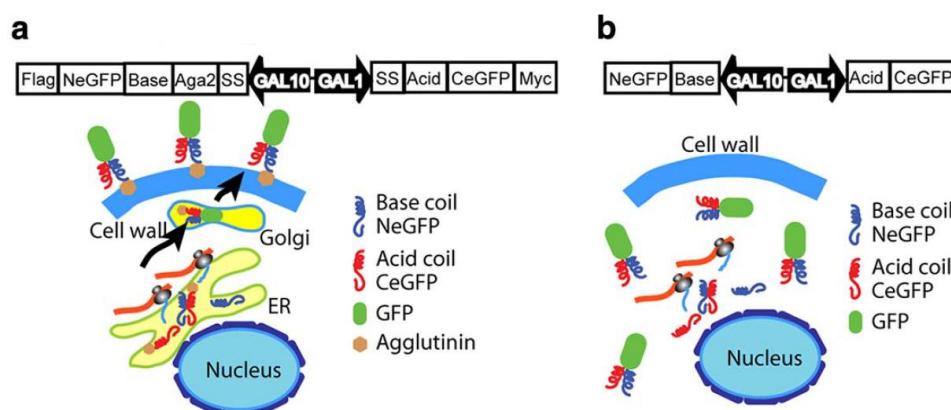 a
Flag NeGFP Base Aga2 SS GAL10 GAL1 SS Acid CeGFP Myc
Cell wall
Golgi
ER
Nucleus
Base coil
NeGFP
Acid coil
CeGFP
GFP
Agglutinin
b
NeGFP Base GAL10 GAL1 Acid CeGFP
Cell wall
Nucleus
Base coil
NeGFP
Acid coil
CeGFP
GFP